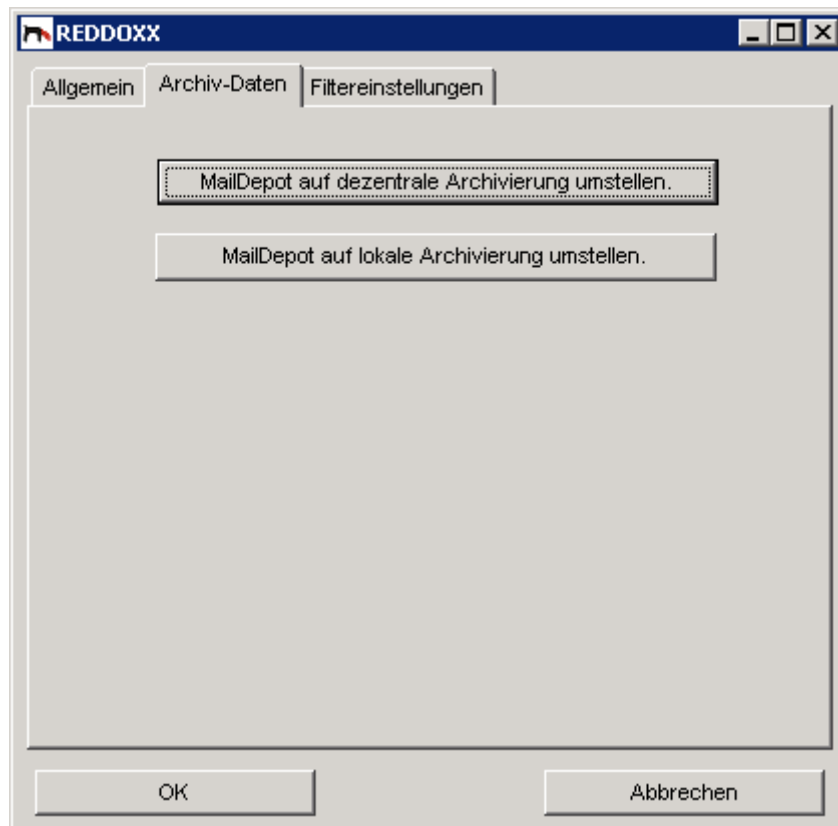 REDDOXX
Allgemein Archiv-Daten Filtereinstellungen
MailDepot auf dezentrale Archivierung umstellen.
MailDepot auf lokale Archivierung umstellen.
OK Abbrechen